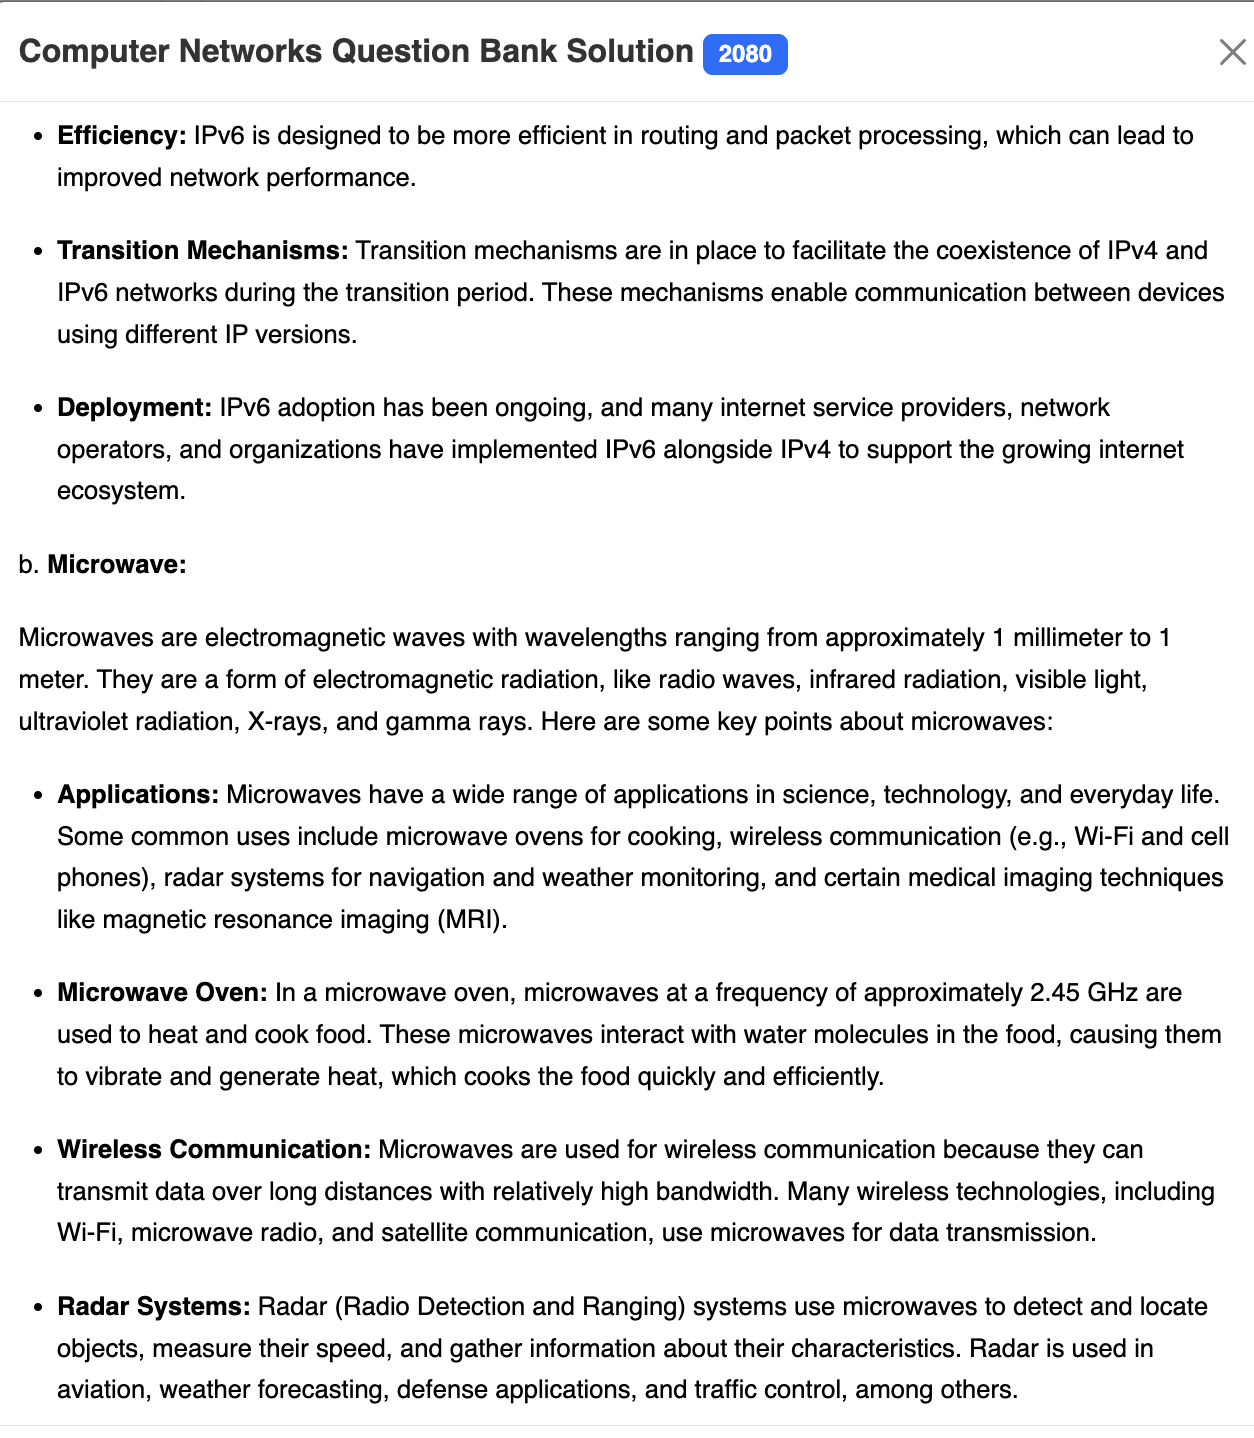 Computer Networks Question Bank Solution 2080
• Efficiency: IPv6 is designed to be more efficient in routing and packet processing, which can lead to
improved network performance.
• Transition Mechanisms: Transition mechanisms are in place to facilitate the coexistence of IPv4 and
IPv6 networks during the transition period. These mechanisms enable communication between devices
using different IP versions.
• Deployment: IPv6 adoption has been ongoing, and many internet service providers, network
operators, and organizations have implemented IPv6 alongside IPv4 to support the growing internet
ecosystem.
b. Microwave:
Microwaves are electromagnetic waves with wavelengths ranging from approximately 1 millimeter to 1
meter. They are a form of electromagnetic radiation, like radio waves, infrared radiation, visible light,
ultraviolet radiation, X-rays, and gamma rays. Here are some key points about microwaves:
• Applications: Microwaves have a wide range of applications in science, technology, and everyday life.
Some common uses include microwave ovens for cooking, wireless communication (e.g., Wi-Fi and cell
phones), radar systems for navigation and weather monitoring, and certain medical imaging techniques
like magnetic resonance imaging (MRI).
• Microwave Oven: In a microwave oven, microwaves at a frequency of approximately 2.45 GHz are
used to heat and cook food. These microwaves interact with water molecules in the food, causing them
to vibrate and generate heat, which cooks the food quickly and efficiently.
• Wireless Communication: Microwaves are used for wireless communication because they can
transmit data over long distances with relatively high bandwidth. Many wireless technologies, including
Wi-Fi, microwave radio, and satellite communication, use microwaves for data transmission.
• Radar Systems: Radar (Radio Detection and Ranging) systems use microwaves to detect and locate
objects, measure their speed, and gather information about their characteristics. Radar is used in
aviation, weather forecasting, defense applications, and traffic control, among others.